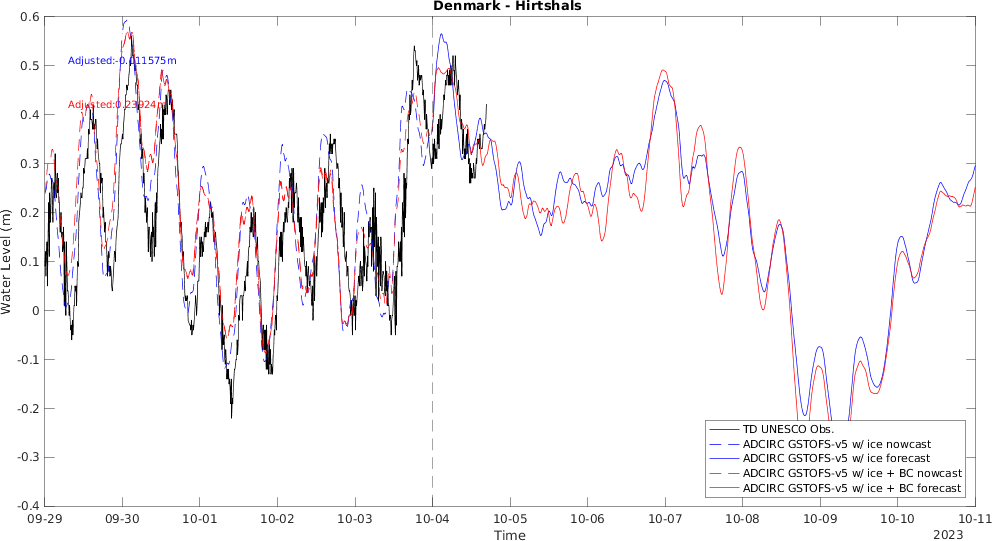 Denmark - Hirtshals
0.6
0.5
0.4
0.3
0.2
0.1
0
-0.1
-0.2
-0.3
-0.4
Water Level (m)
Adjusted:-0.011575m
Adjusted:0.23924m
TD UNESCO Obs.
ADCIRC GSTOFS-v5 w/ ice nowcast
ADCIRC GSTOFS-v5 w/ ice forecast
ADCIRC GSTOFS-v5 w/ ice + BC nowcast
ADCIRC GSTOFS-v5 w/ ice + BC forecast
09-29 09-30 10-01 10-02 10-03 10-04 10-05 10-06 10-07 10-08 10-09 10-10 10-11
Time
2023